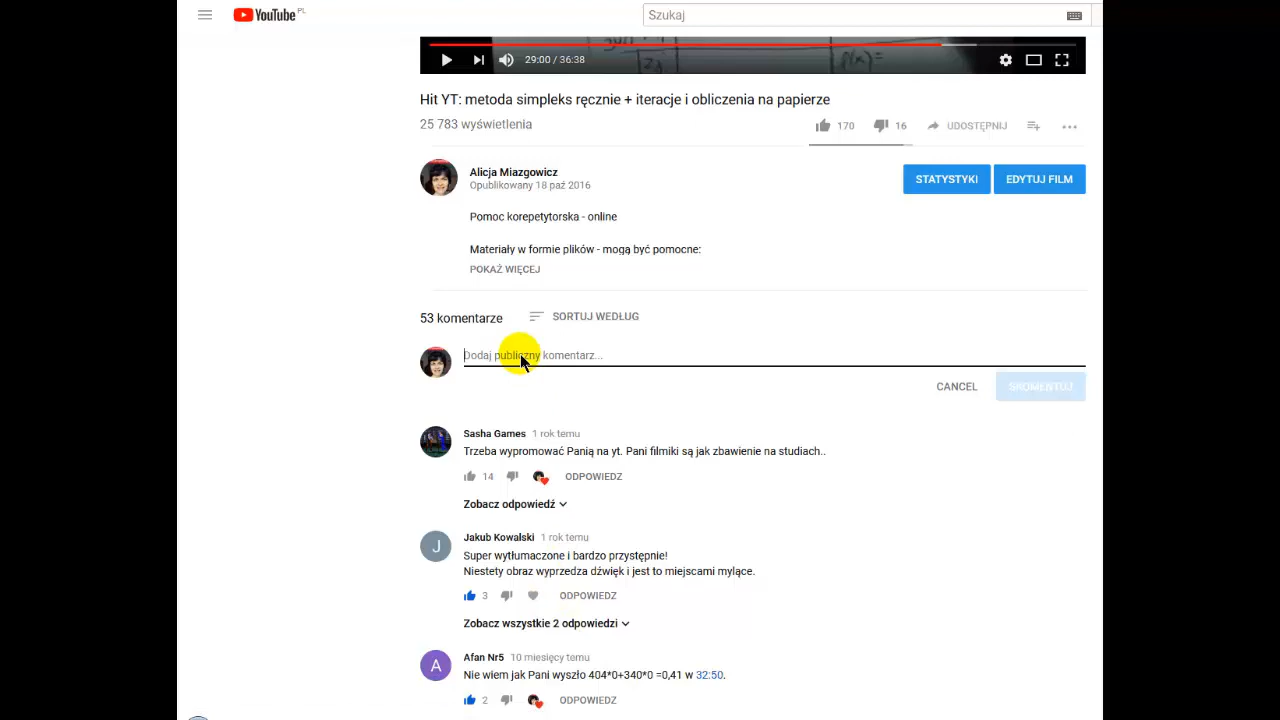 YouTube PL
Szukaj
29:00 / 36:38
Hit YT: metoda simpleks ręcznie + iteracje i obliczenia na papierze
25 783 wyświetlenia
170 16 UDOSTĘPNIJ
Alicja Miazgowicz
Opublikowany 18 paź 2016
STATYSTYKI EDYTUJ FILM
Pomoc korepetytorska - online
Materiały w formie plików - mogą być pomocne:
POKAŻ WIĘCEJ
53 komentarze SORTUJ WEDŁUG
Dodaj publiczny komentarz...
CANCEL SKOMENTUJ
Sasha Games 1 rok temu
Trzeba wypromować Panią na yt. Pani filmiki są jak zbawienie na studiach..
14 ODPOWIEDZ
Zobacz odpowiedź
J
Jakub Kowalski 1 rok temu
Super wytłumaczone i bardzo przystępnie!
Niestety obraz wyprzedza dźwięk i jest to miejscami mylące.
3 ODPOWIEDZ
Zobacz wszystkie 2 odpowiedzi
A
Afan Nr5 10 miesięcy temu
Nie wiem jak Pani wyszło 404*0+340*0 =0,41 w 32:50.
2 ODPOWIEDZ